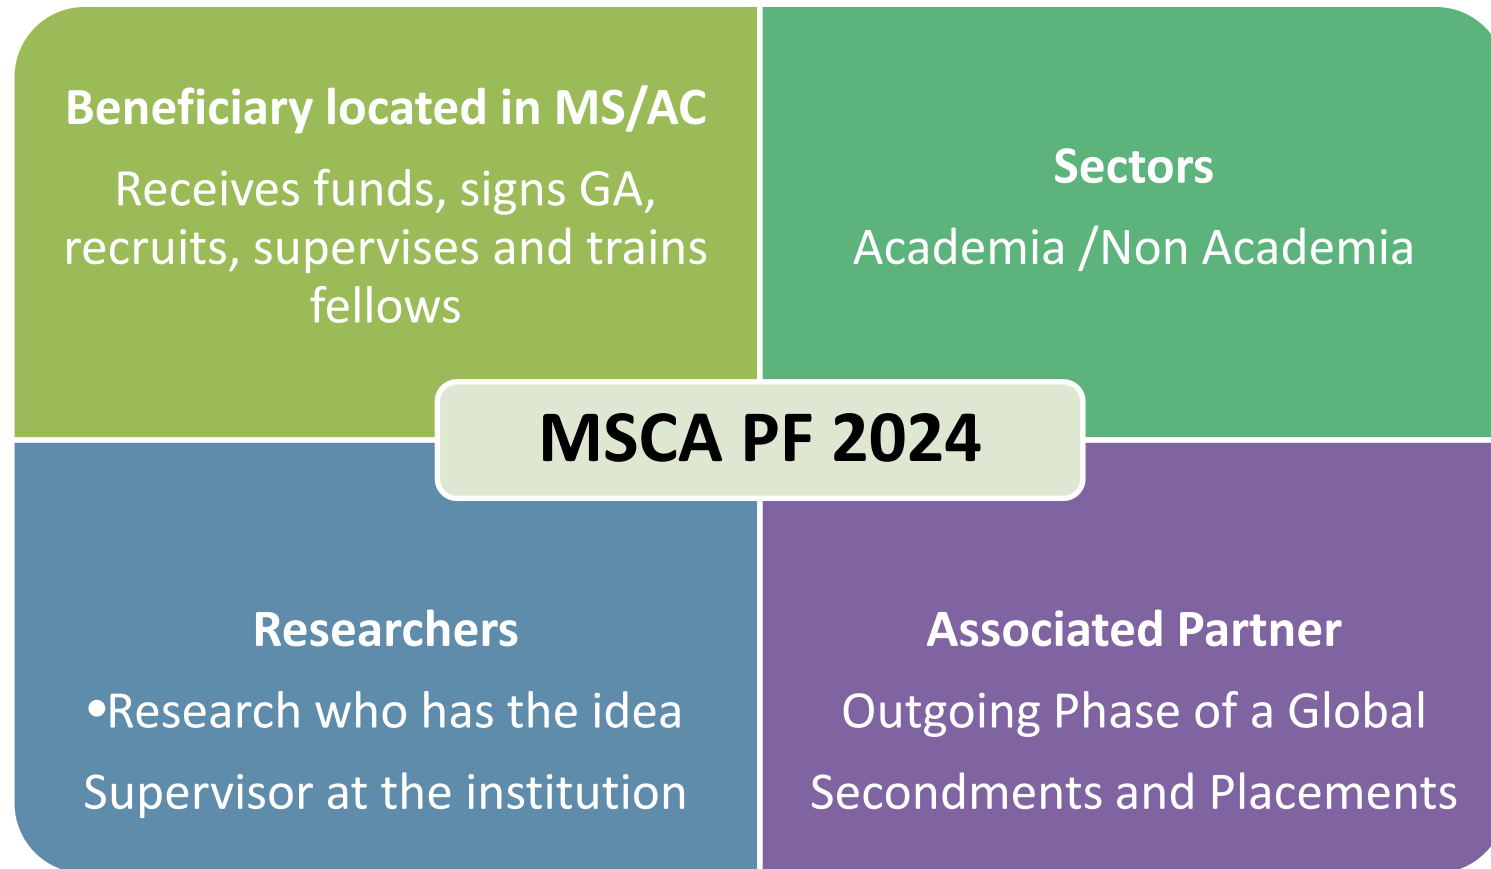 Beneficiary located in MS/AC
Receives funds, signs GA,
recruits, supervises and trains
fellows
Sectors
Academia /Non Academia
MSCA PF 2024
Researchers
•Research who has the idea
Supervisor at the institution
Associated Partner
Outgoing Phase of a Global
Secondments and Placements